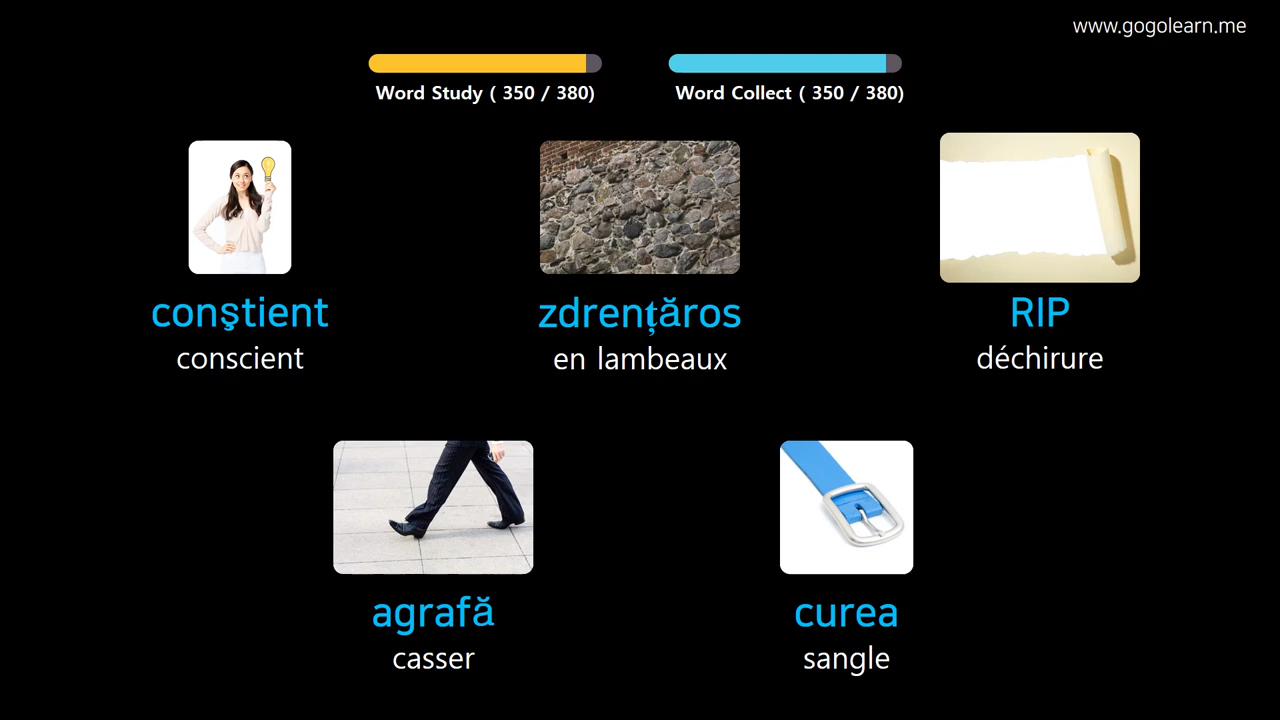 www.gogolearn.me
Word Study ( 350 / 380)
Word Collect ( 350 / 380)
conştient
conscient
zdrenţăros
en lambeaux
RIP
déchirure
agrafă
casser
curea
sangle